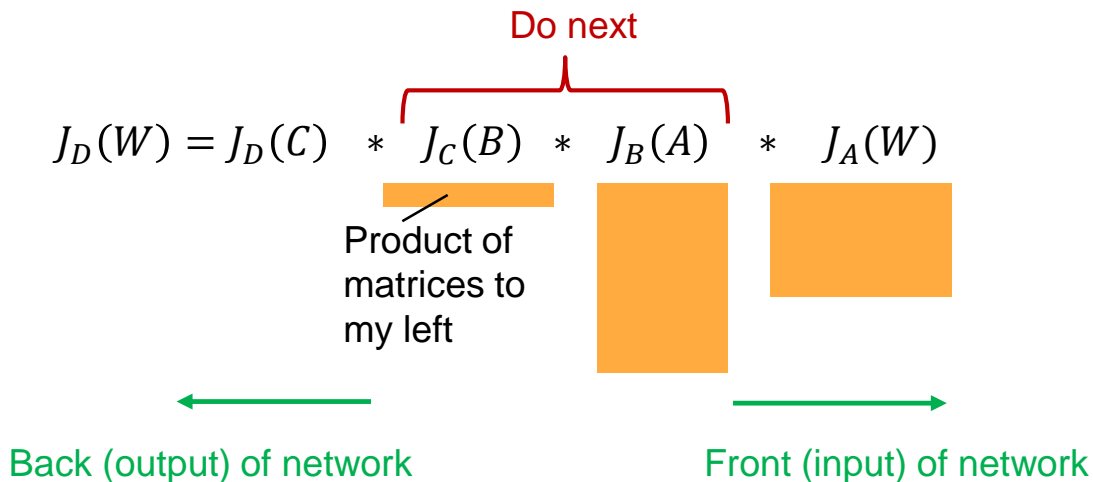 Do next
J_D(W) = J_D(C) * J_C(B) * J_B(A) * J_A(W)
Product of
matrices to
my left
Back (output) of network
Front (input) of network